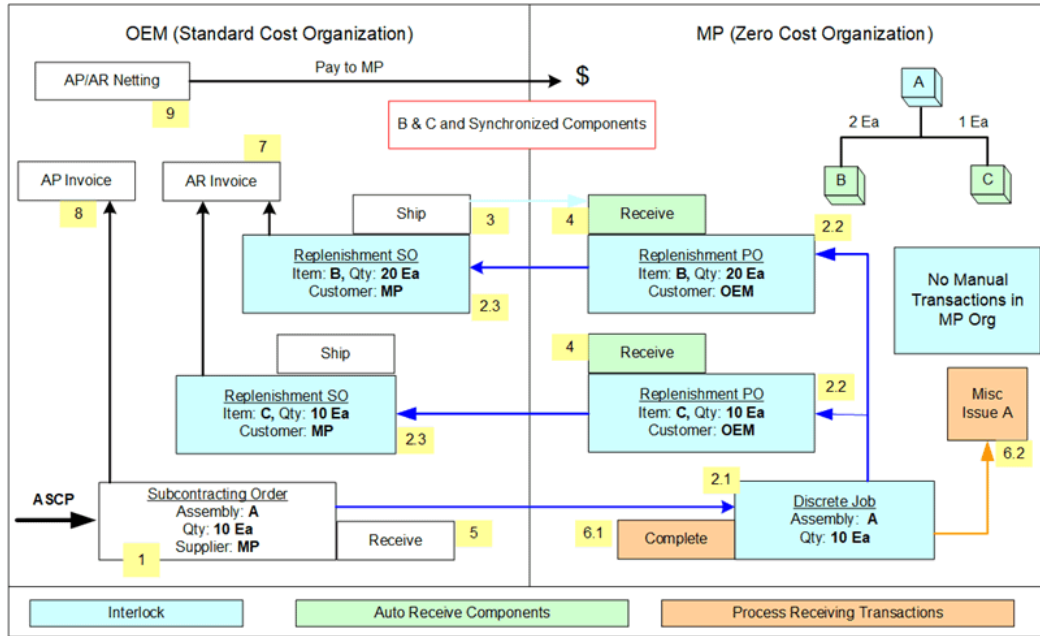 OEM (Standard Cost Organization)
MP (Zero Cost Organization)
AP/AR Netting
Pay to MP
$
9
B & C and Synchronized Components
A
2 Ea
1 Ea
B
C
7
AP Invoice
AR Invoice
8
Ship
3
4
Receive
2.2
Replenishment SO
Item: B, Qty: 20 Ea
Customer: MP
2.3
Replenishment PO
Item: B, Qty: 20 Ea
Customer: OEM
No Manual
Transactions in
MP Org
Ship
4
Receive
Replenishment SO
Item: C, Qty: 10 Ea
Customer: MP
2.3
Replenishment PO
Item: C, Qty: 10 Ea
Customer: OEM
2.2
Misc
Issue A
6.2
ASCP
Subcontracting Order
Assembly: A
Qty: 10 Ea
Supplier: MP
1
Receive
5
2.1
6.1
Complete
Discrete Job
Assembly: A
Qty: 10 Ea
Interlock
Auto Receive Components
Process Receiving Transactions